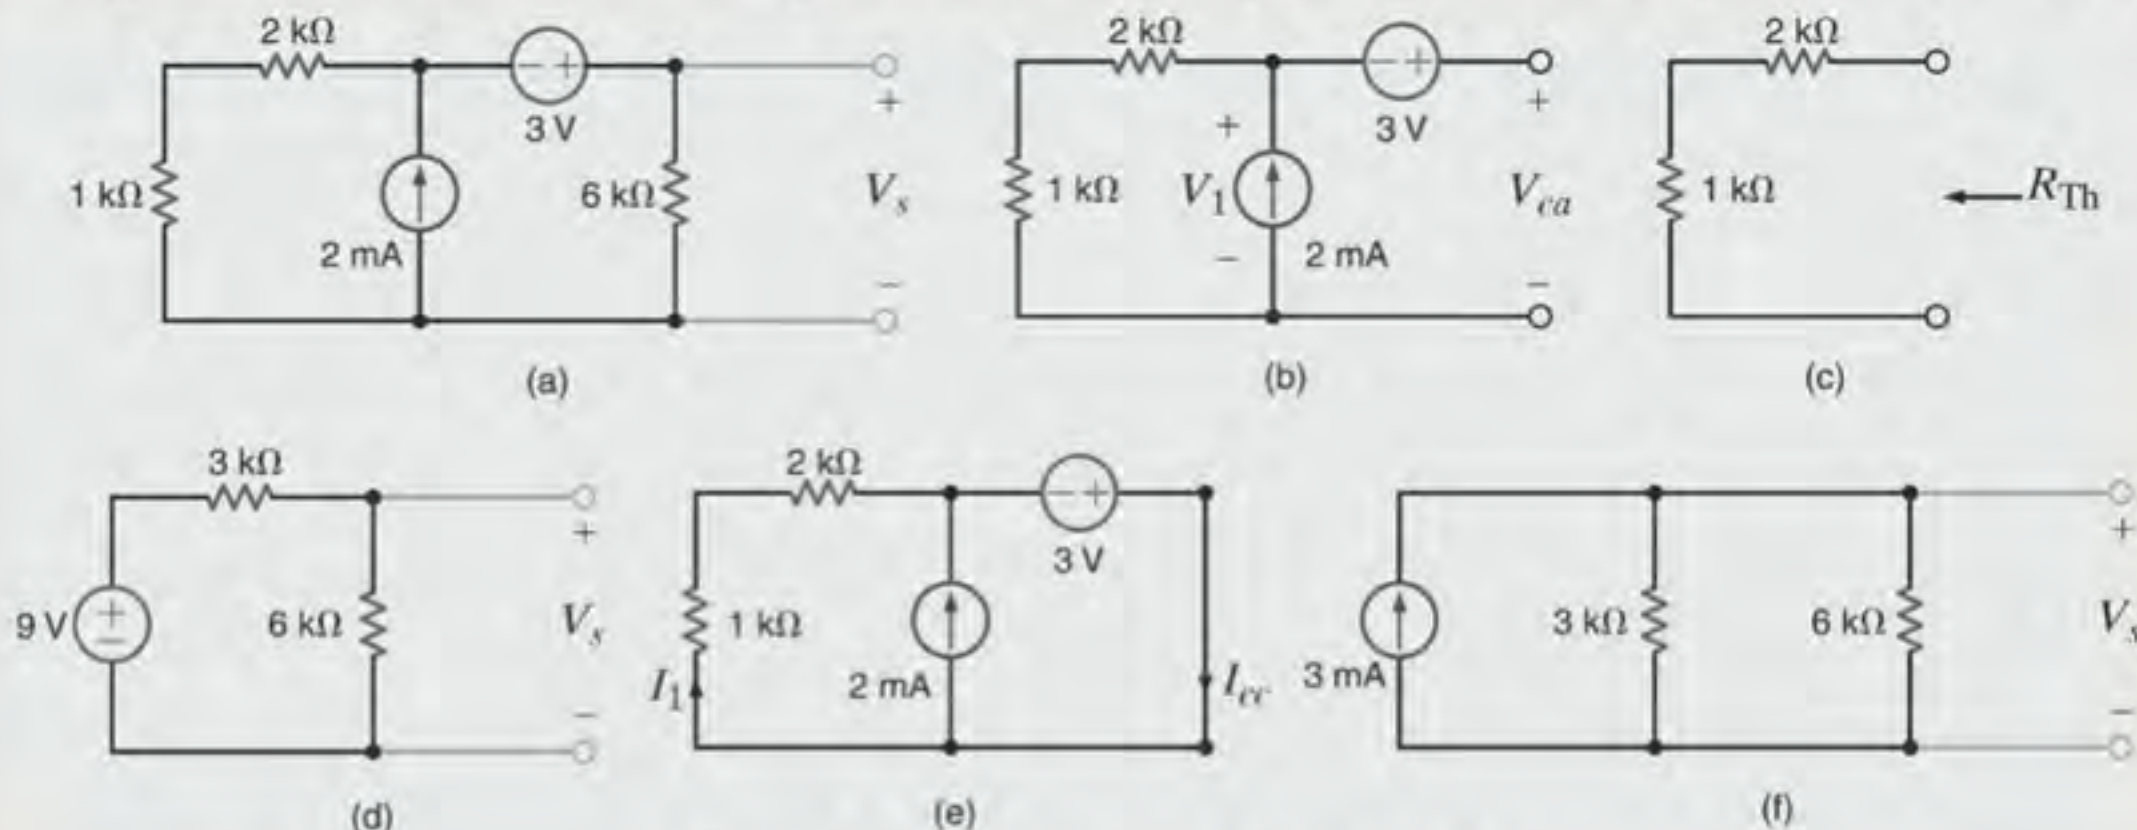 2 kΩ
− +
3 V
1 kΩ
2 mA
6 kΩ
+
V_s
−
(a)
2 kΩ
− +
3 V
1 kΩ
+
V_1
−
2 mA
+
V_ca
−
(b)
2 kΩ
1 kΩ
R_Th
(c)
3 kΩ
9 V
+
−
6 kΩ
+
V_s
−
(d)
2 kΩ
− +
3 V
1 kΩ
I_1
2 mA
I_cc
(e)
3 mA
3 kΩ
6 kΩ
+
V_s
−
(f)